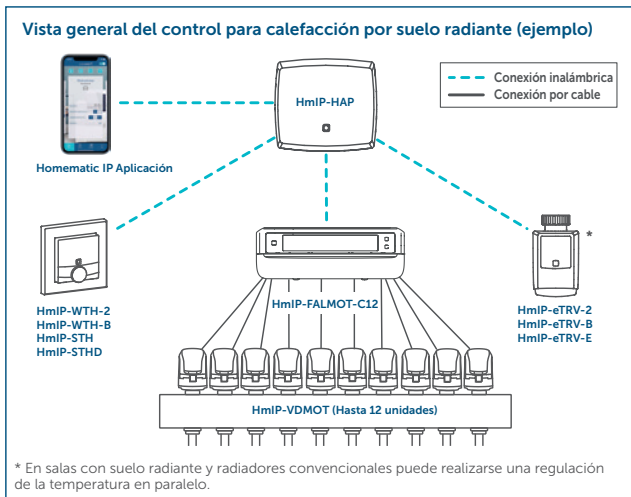 Vista general del control para calefacción por suelo radiante (ejemplo)
HmIP-HAP
Conexión inalámbrica
Conexión por cable
Homematic IP Aplicación
*
HmIP-WTH-2
HmIP-WTH-B
HmIP-STH
HmIP-STHD
HmIP-FALMOT-C12
HmIP-eTRV-2
HmIP-eTRV-B
HmIP-eTRV-E
HmIP-VDMOT (Hasta 12 unidades)
* En salas con suelo radiante y radiadores convencionales puede realizarse una regulación
de la temperatura en paralelo.